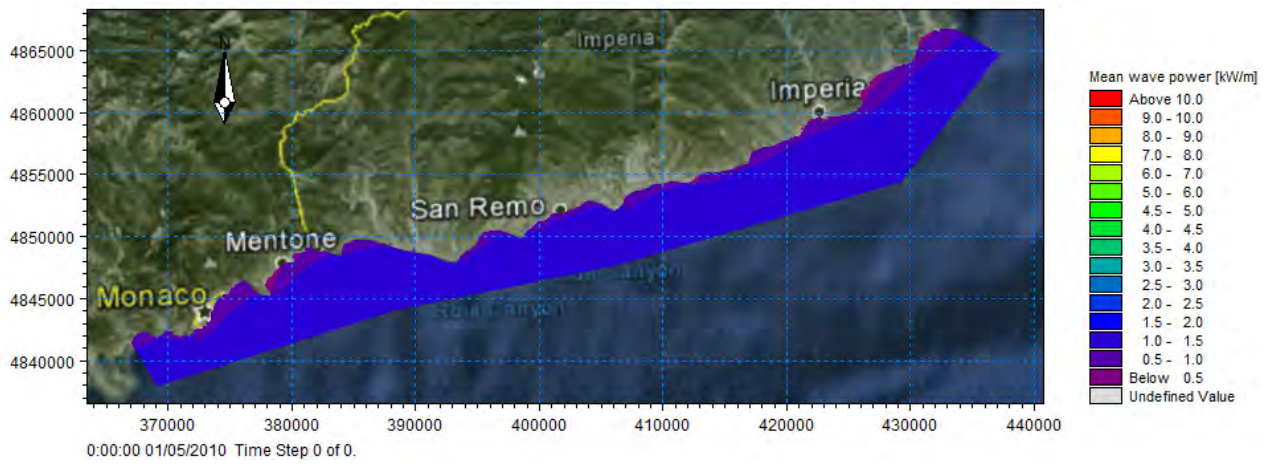 4865000
4860000
4855000
4850000
4845000
4840000
N
Imperia
Imperia
San Remo
Mentone
Monaco
Canyon
Roia Canyon
370000 380000 390000 400000 410000 420000 430000 440000
0:00:00 01/05/2010 Time Step 0 of 0.
Mean wave power [kW/m]
Above 10.0
9.0 - 10.0
8.0 - 9.0
7.0 - 8.0
6.0 - 7.0
5.0 - 6.0
4.5 - 5.0
4.0 - 4.5
3.5 - 4.0
3.0 - 3.5
2.5 - 3.0
2.0 - 2.5
1.5 - 2.0
1.0 - 1.5
0.5 - 1.0
Below 0.5
Undefined Value